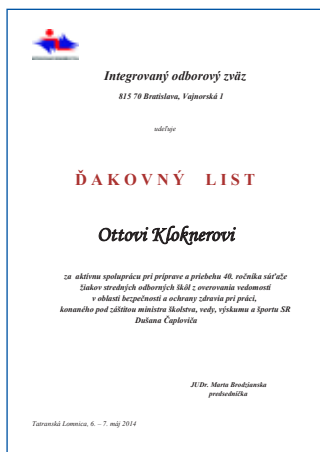 Integrovaný odborový zväz
815 70 Bratislava, Vajnorská 1
udeľuje
ĎAKOVNÝ LIST
Ottovi Kloknerovi
za aktívnu spoluprácu pri príprave a priebehu 40. ročníka súťaže
žiakov stredných odborných škôl z overovania vedomostí
v oblasti bezpečnosti a ochrany zdravia pri práci,
konaného pod záštitou ministra školstva, vedy, výskumu a športu SR
Dušana Čaploviča
JUDr. Marta Brodzianska
predsedníčka
Tatranská Lomnica, 6. – 7. máj 2014